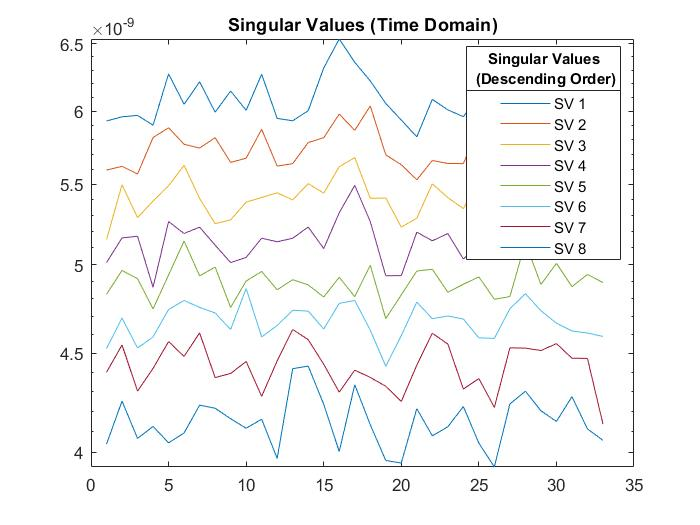 ×10⁻⁹
Singular Values (Time Domain)
6.5
6
5.5
5
4.5
4
0
5
10
15
20
25
30
35
Singular Values
(Descending Order)
SV 1
SV 2
SV 3
SV 4
SV 5
SV 6
SV 7
SV 8